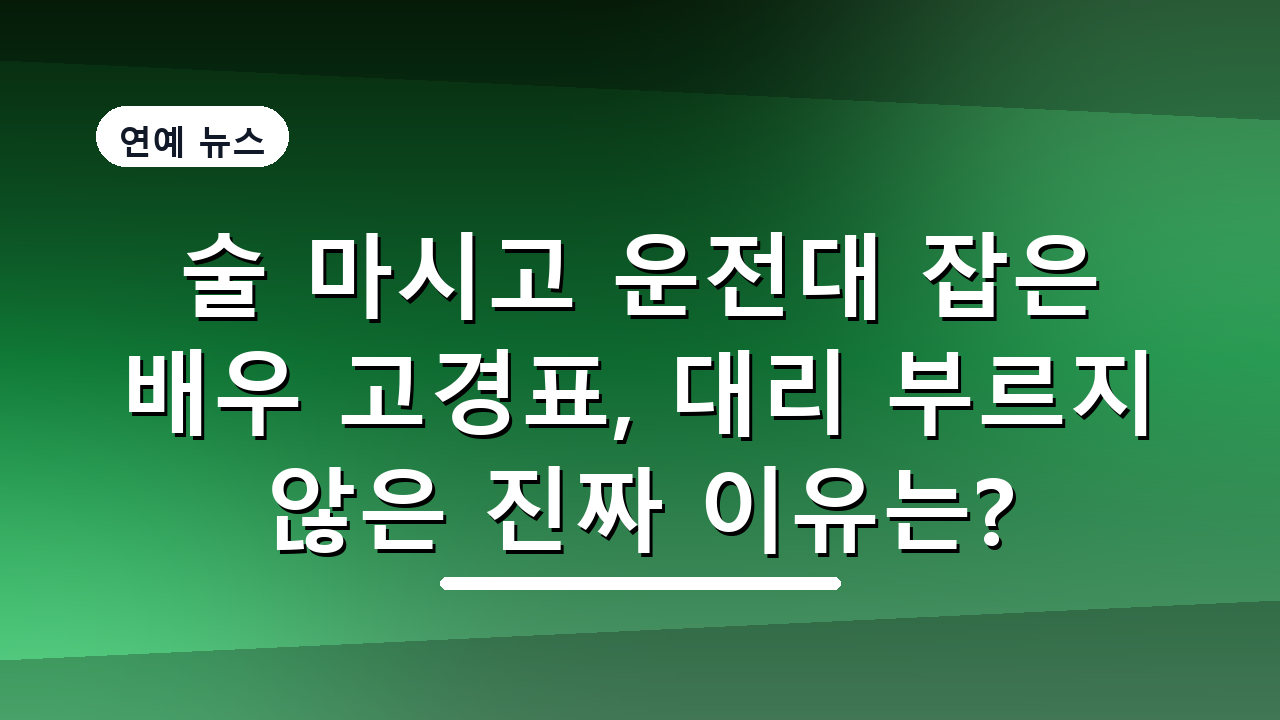 연예 뉴스
술 마시고 운전대 잡은
배우 고경표, 대리 부르지
않은 진짜 이유는?